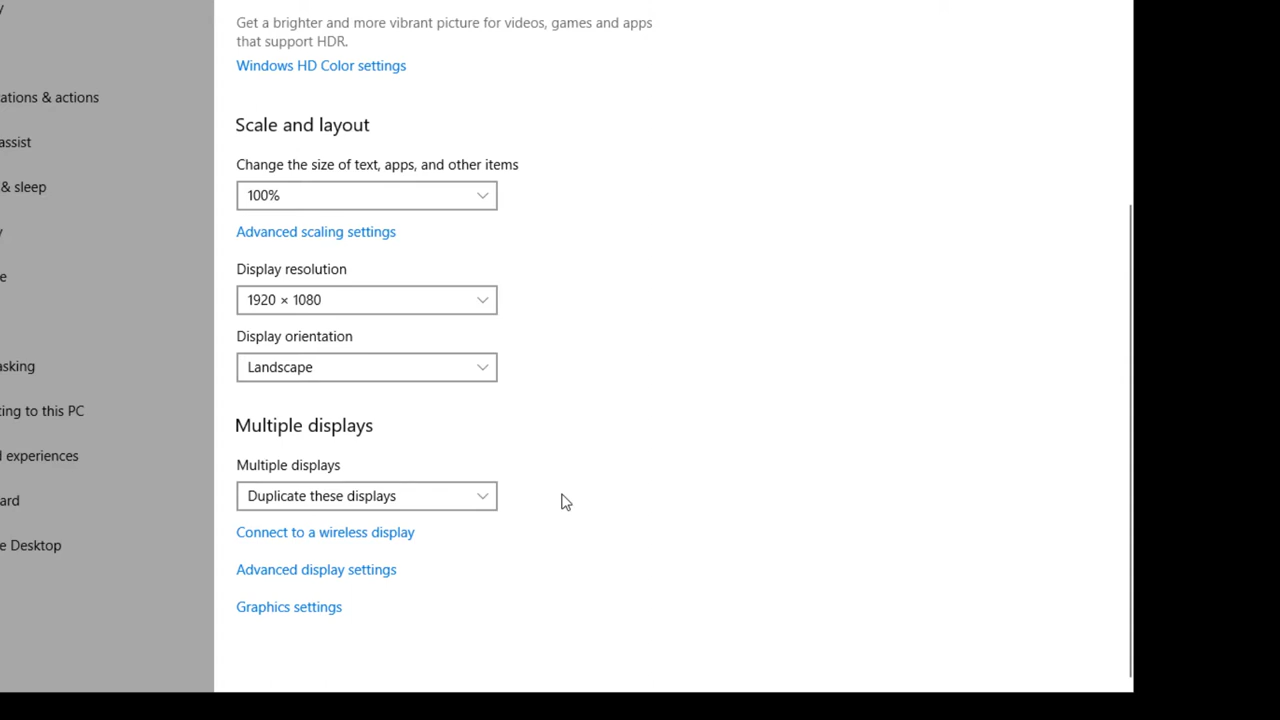 Get a brighter and more vibrant picture for videos, games and apps
that support HDR.
Windows HD Color settings
ations & actions
Scale and layout
assist
Change the size of text, apps, and other items
& sleep
100%
Advanced scaling settings
Display resolution
1920 × 1080
Display orientation
asking
Landscape
ting to this PC
Multiple displays
experiences
Multiple displays
ard
Duplicate these displays
Connect to a wireless display
e Desktop
Advanced display settings
Graphics settings